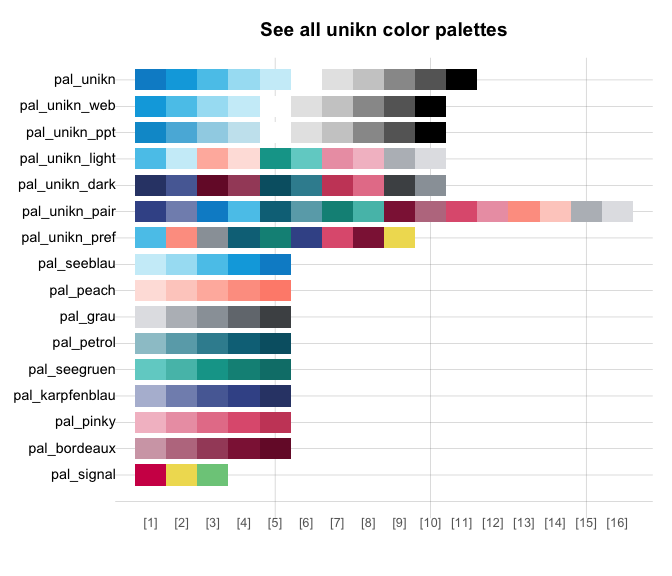 See all unikn color palettes
pal_unikn
pal_unikn_web
pal_unikn_ppt
pal_unikn_light
pal_unikn_dark
pal_unikn_pair
pal_unikn_pref
pal_seeblau
pal_peach
pal_grau
pal_petrol
pal_seegruen
pal_karpfenblau
pal_pinky
pal_bordeaux
pal_signal
[1] [2] [3] [4] [5] [6] [7] [8] [9] [10] [11] [12] [13] [14] [15] [16]